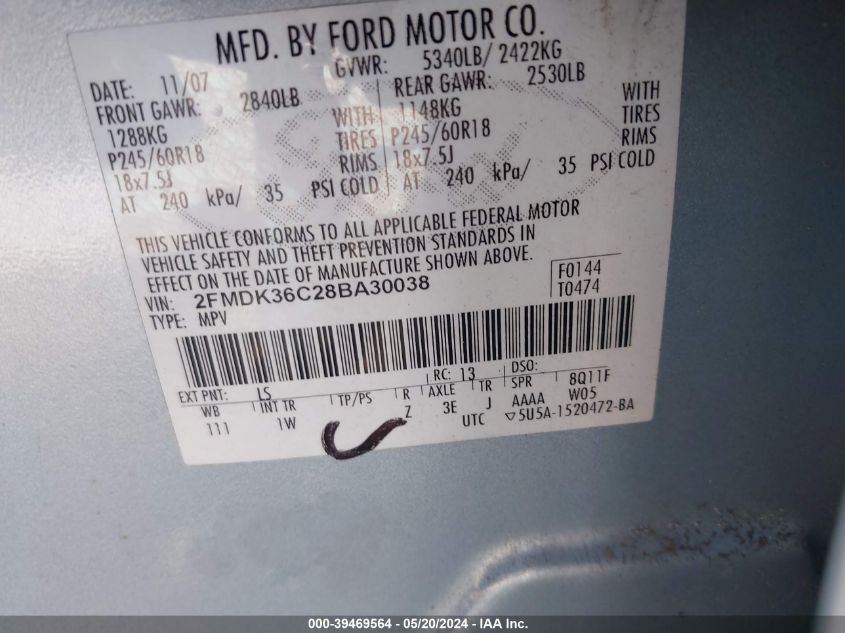 MFD. BY FORD MOTOR CO.
DATE: 11/07 GVWR: 5340LB/ 2422KG
FRONT GAWR: 2840LB REAR GAWR: 2530LB
1288KG WITH 1148KG WITH
P245/60R18 TIRES P245/60R18 TIRES
18x7.5J RIMS 18x7.5J RIMS
AT 240 kPa/ 35 PSI COLD AT 240 kPa/ 35 PSI COLD
THIS VEHICLE CONFORMS TO ALL APPLICABLE FEDERAL MOTOR
VEHICLE SAFETY AND THEFT PREVENTION STANDARDS IN
EFFECT ON THE DATE OF MANUFACTURE SHOWN ABOVE.
VIN: 2FMDK36C28BA30038 F0144
TYPE: MPV T0474
EXT PNT: LS RC: 13 DSO:
WB INT TR TP/PS R AXLE TR SPR 8Q11F
111 1W Z 3E J AAAA W05
UTC ▽5U5A-1520472-BA
000-39469564 - 05/20/2024 - IAA Inc.